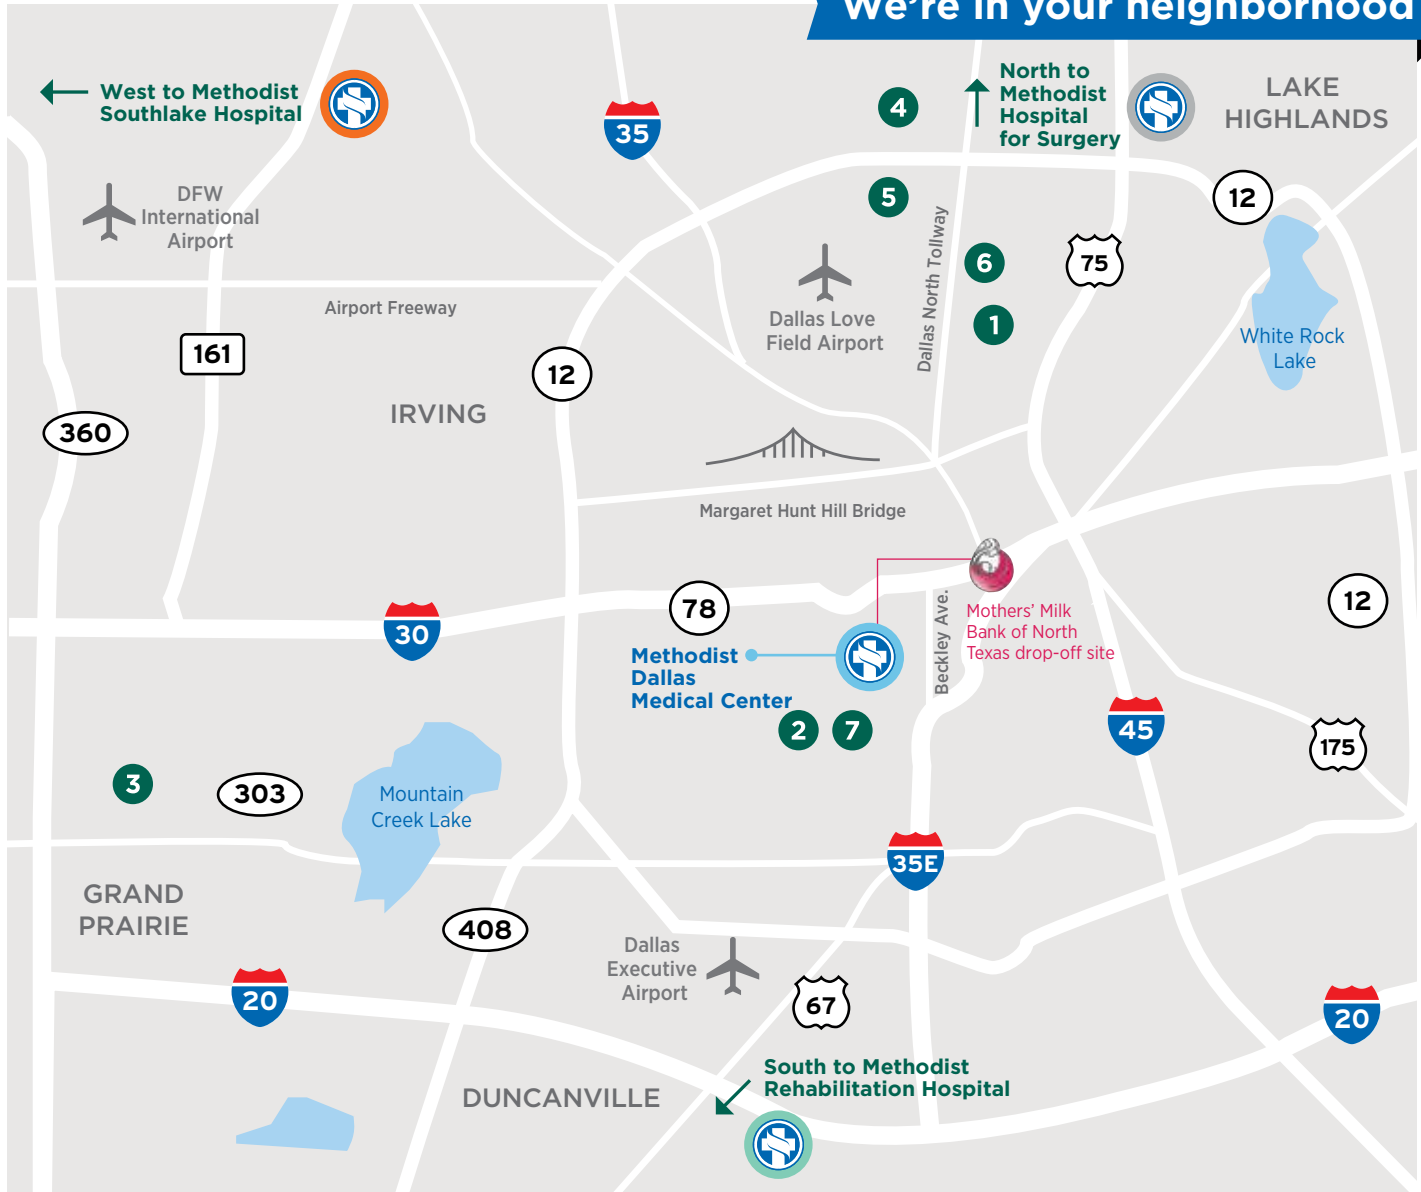 We're in your neighborhood
West to Methodist
Southlake Hospital
35
4
North to
Methodist
Hospital
for Surgery
LAKE
HIGHLANDS
DFW
International
Airport
5
12
6
75
Dallas North Tollway
Airport Freeway
Dallas Love
Field Airport
1
White Rock
Lake
161
12
IRVING
360
Margaret Hunt Hill Bridge
78
30
12
Beckley Ave.
Mothers' Milk
Bank of North
Texas drop-off site
Methodist
Dallas
Medical Center
2
7
45
175
3
303
Mountain
Creek Lake
35E
GRAND
PRAIRIE
408
Dallas
Executive
Airport
20
67
20
South to Methodist
Rehabilitation Hospital
DUNCANVILLE